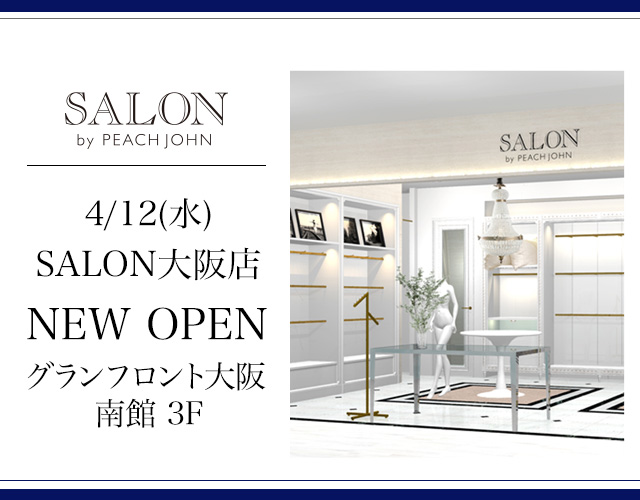 SALON
by PEACH JOHN
4/12(水)
SALON大阪店
NEW OPEN
グランフロント大阪
南館 3F
SALON
by PEACH JOHN